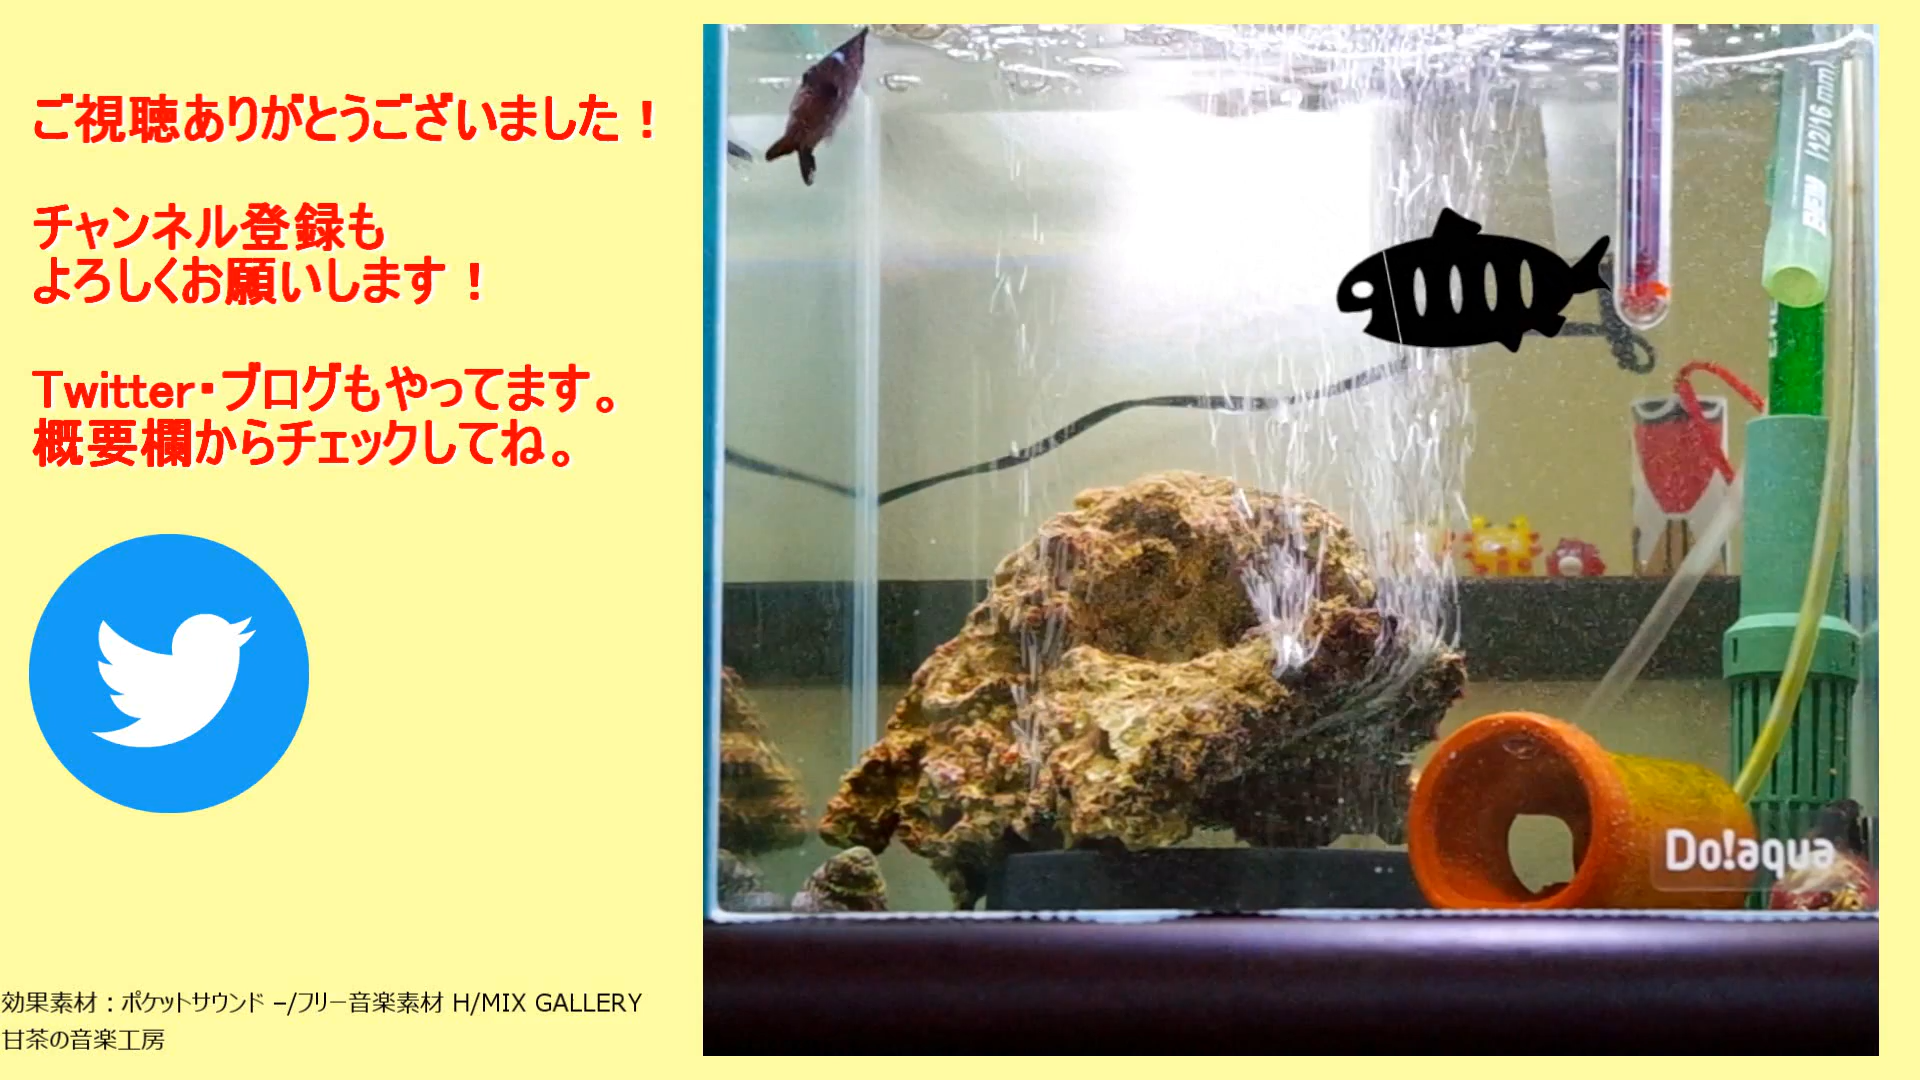 ご視聴ありがとうございました！
チャンネル登録も
よろしくお願いします！
Twitter・ブログもやってます。
概要欄からチェックしてね。
効果素材：ポケットサウンド –/フリー音楽素材 H/MIX GALLERY
甘茶の音楽工房
EHEIM (12/16 mm)
Do!aqua